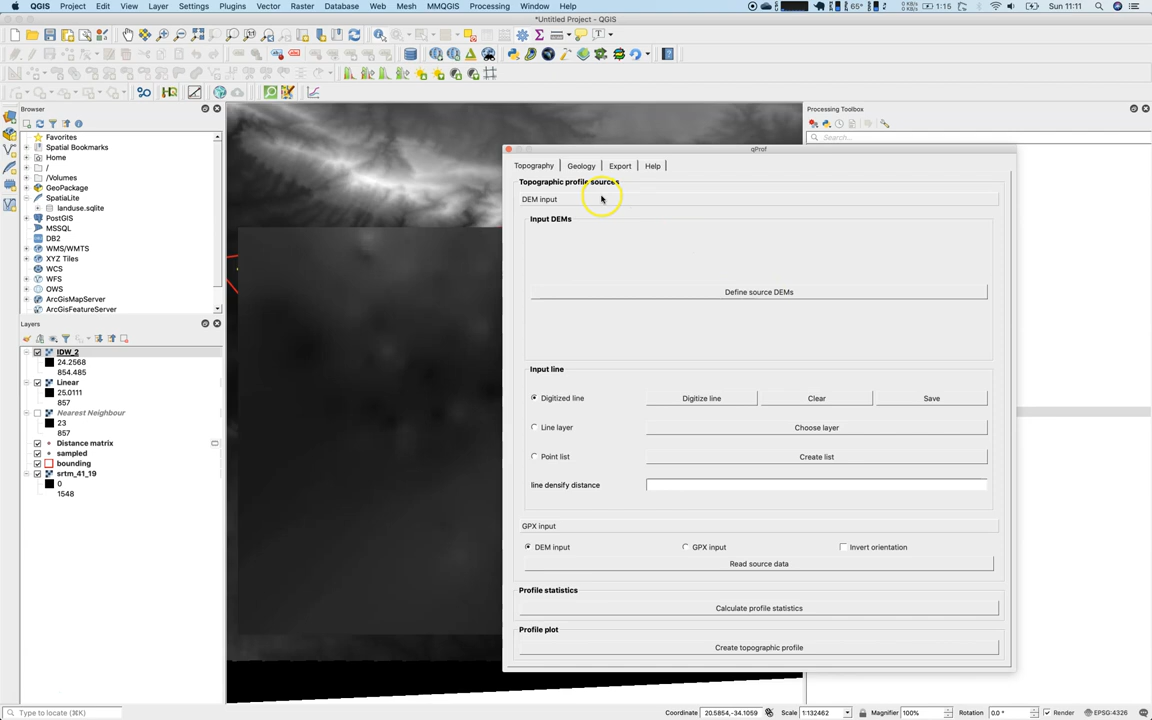 QGIS Project Edit View Layer Settings Plugins Vector Raster Database Web Mesh MMQGIS Processing Window Help
65° 1:15 Sun 11:11
*Untitled Project - QGIS
Browser
Favorites
Spatial Bookmarks
Home
/
/Volumes
GeoPackage
SpatiaLite
landuse.sqlite
PostGIS
MSSQL
DB2
WMS/WMTS
XYZ Tiles
WCS
WFS
OWS
ArcGisMapServer
ArcGisFeatureServer
Layers
IDW_2
24.2568
854.485
Linear
25.0111
857
Nearest Neighbour
23
857
Distance matrix
sampled
bounding
srtm_41_19
0
1548
qProf
Topography Geology Export Help
Topographic profile sources
DEM input
Input DEMs
Define source DEMs
Input line
Digitized line Digitize line Clear Save
Line layer Choose layer
Point list Create list
line densify distance
GPX input
DEM input GPX input Invert orientation
Read source data
Profile statistics
Calculate profile statistics
Profile plot
Create topographic profile
Processing Toolbox
Search...
Type to locate (⌘K)
Coordinate 20.5854,-34.1059 Scale 1:132462 Magnifier 100% Rotation 0.0 ° Render EPSG:4326